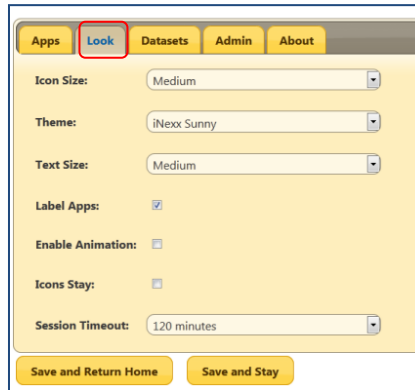 Apps Look Datasets Admin About
Icon Size: Medium
Theme: iNexx Sunny
Text Size: Medium
Label Apps:
Enable Animation:
Icons Stay:
Session Timeout: 120 minutes
Save and Return Home Save and Stay